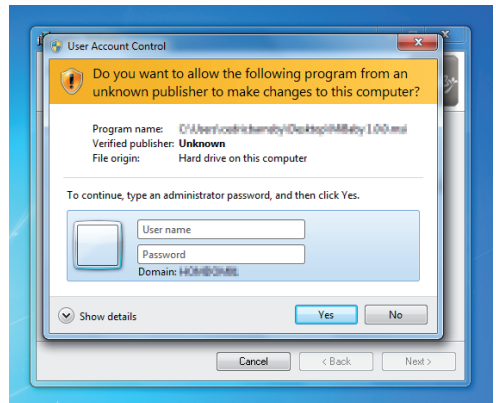 User Account Control
Do you want to allow the following program from an
unknown publisher to make changes to this computer?
Program name:
Verified publisher: Unknown
File origin: Hard drive on this computer
To continue, type an administrator password, and then click Yes.
User name
Password
Domain:
Show details
Yes
No
Cancel
< Back
Next >